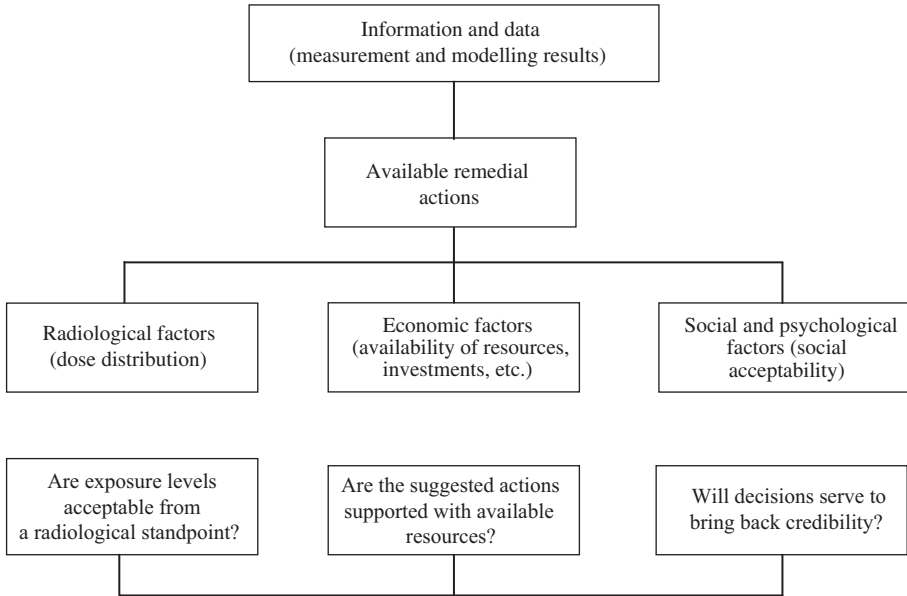 Information and data
(measurement and modelling results)
Available remedial
actions
Radiological factors
(dose distribution)
Economic factors
(availability of resources,
investments, etc.)
Social and psychological
factors (social
acceptability)
Are exposure levels
acceptable from
a radiological standpoint?
Are the suggested actions
supported with available
resources?
Will decisions serve to
bring back credibility?